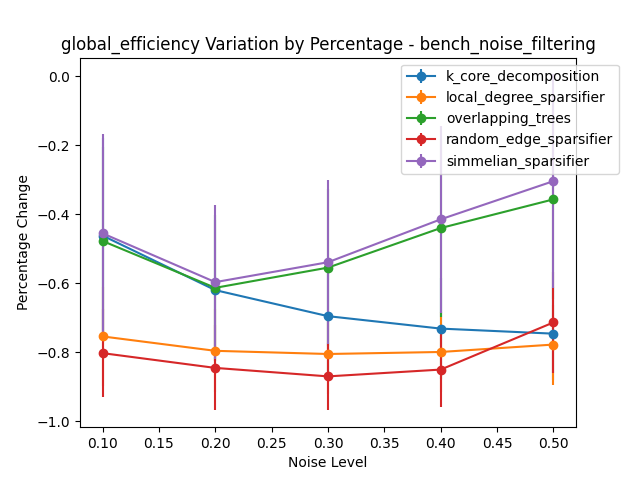 global_efficiency Variation by Percentage - bench_noise_filtering
k_core_decomposition
local_degree_sparsifier
overlapping_trees
random_edge_sparsifier
simmelian_sparsifier
Percentage Change
0.0
−0.2
−0.4
−0.6
−0.8
−1.0
0.10 0.15 0.20 0.25 0.30 0.35 0.40 0.45 0.50
Noise Level